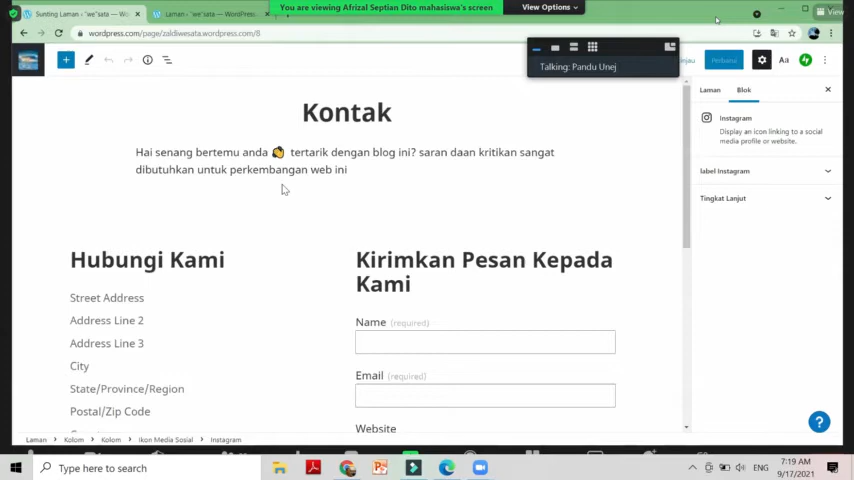 You are viewing Afrizal Septian Dito mahasiswa's screen
View Options
View
Sunting Laman ‹ "we"sata — Wo
Laman ‹ "we"sata — WordPress.
wordpress.com/page/zaldiwesata.wordpress.com/8
Talking: Pandu Unej
Perbarui
Aa
Kontak
Hai senang bertemu anda 👏 tertarik dengan blog ini? saran daan kritikan sangat
dibutuhkan untuk perkembangan web ini
Hubungi Kami
Street Address
Address Line 2
Address Line 3
City
State/Province/Region
Postal/Zip Code
Kirimkan Pesan Kepada
Kami
Name (required)
Email (required)
Website
Laman
Blok
Instagram
Display an icon linking to a social
media profile or website.
label Instagram
Tingkat Lanjut
Laman › Kolom › Kolom › Ikon Media Sosial › Instagram
Type here to search
ENG
7:19 AM
9/17/2021